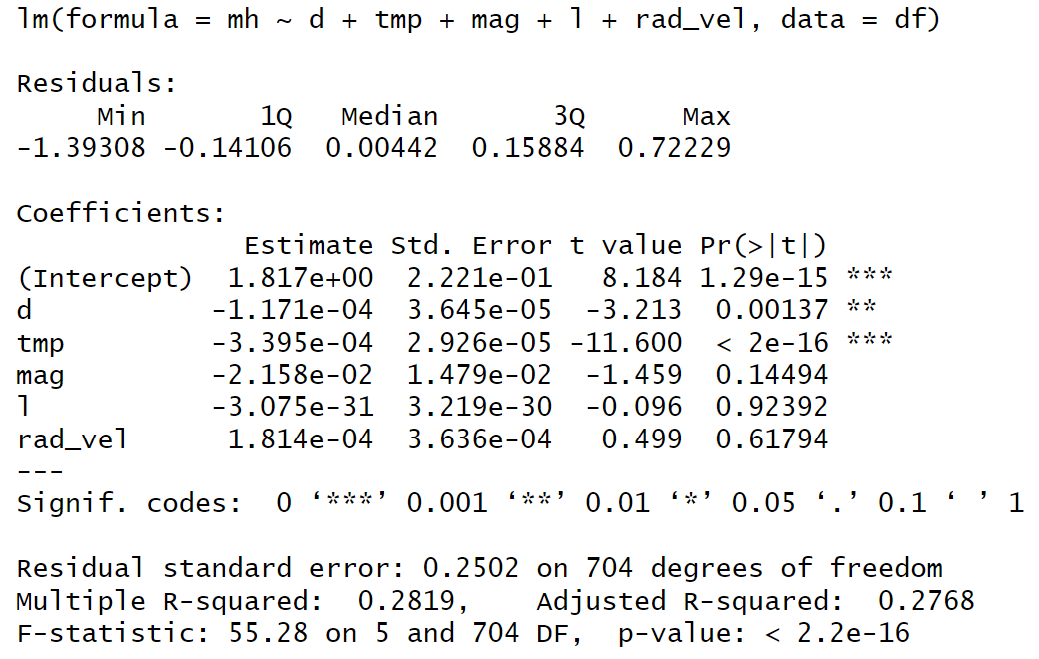 lm(formula = mh ~ d + tmp + mag + l + rad_vel, data = df)
Residuals:
Min 1Q Median 3Q Max
-1.39308 -0.14106 0.00442 0.15884 0.72229
Coefficients:
Estimate Std. Error t value Pr(>|t|)
(Intercept) 1.817e+00 2.221e-01 8.184 1.29e-15 ***
d -1.171e-04 3.645e-05 -3.213 0.00137 **
tmp -3.395e-04 2.926e-05 -11.600 < 2e-16 ***
mag -2.158e-02 1.479e-02 -1.459 0.14494
l -3.075e-31 3.219e-30 -0.096 0.92392
rad_vel 1.814e-04 3.636e-04 0.499 0.61794
---
Signif. codes: 0 ‘***’ 0.001 ‘**’ 0.01 ‘*’ 0.05 ‘.’ 0.1 ‘ ’ 1
Residual standard error: 0.2502 on 704 degrees of freedom
Multiple R-squared: 0.2819, Adjusted R-squared: 0.2768
F-statistic: 55.28 on 5 and 704 DF, p-value: < 2.2e-16